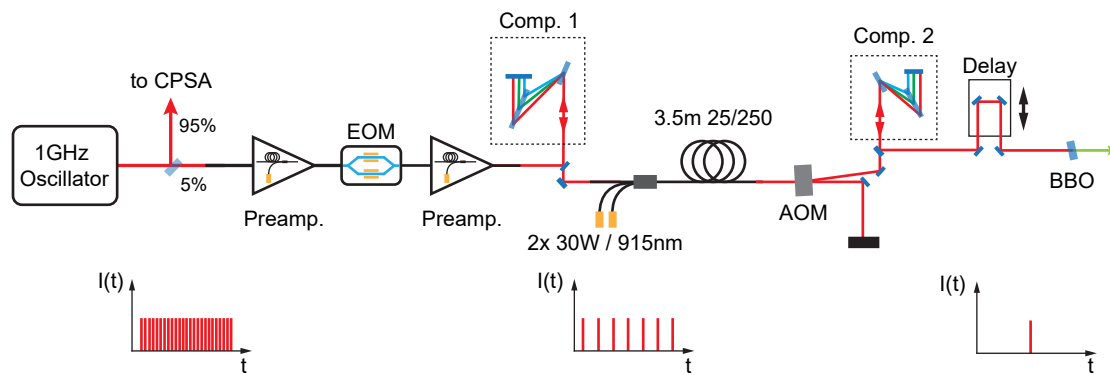 Comp. 1
Comp. 2
to CPSA
Delay
95%
EOM
3.5m 25/250
1GHz
Oscillator
5%
BBO
AOM
Preamp.
Preamp.
2x 30W / 915nm
I(t)
t
I(t)
t
I(t)
t